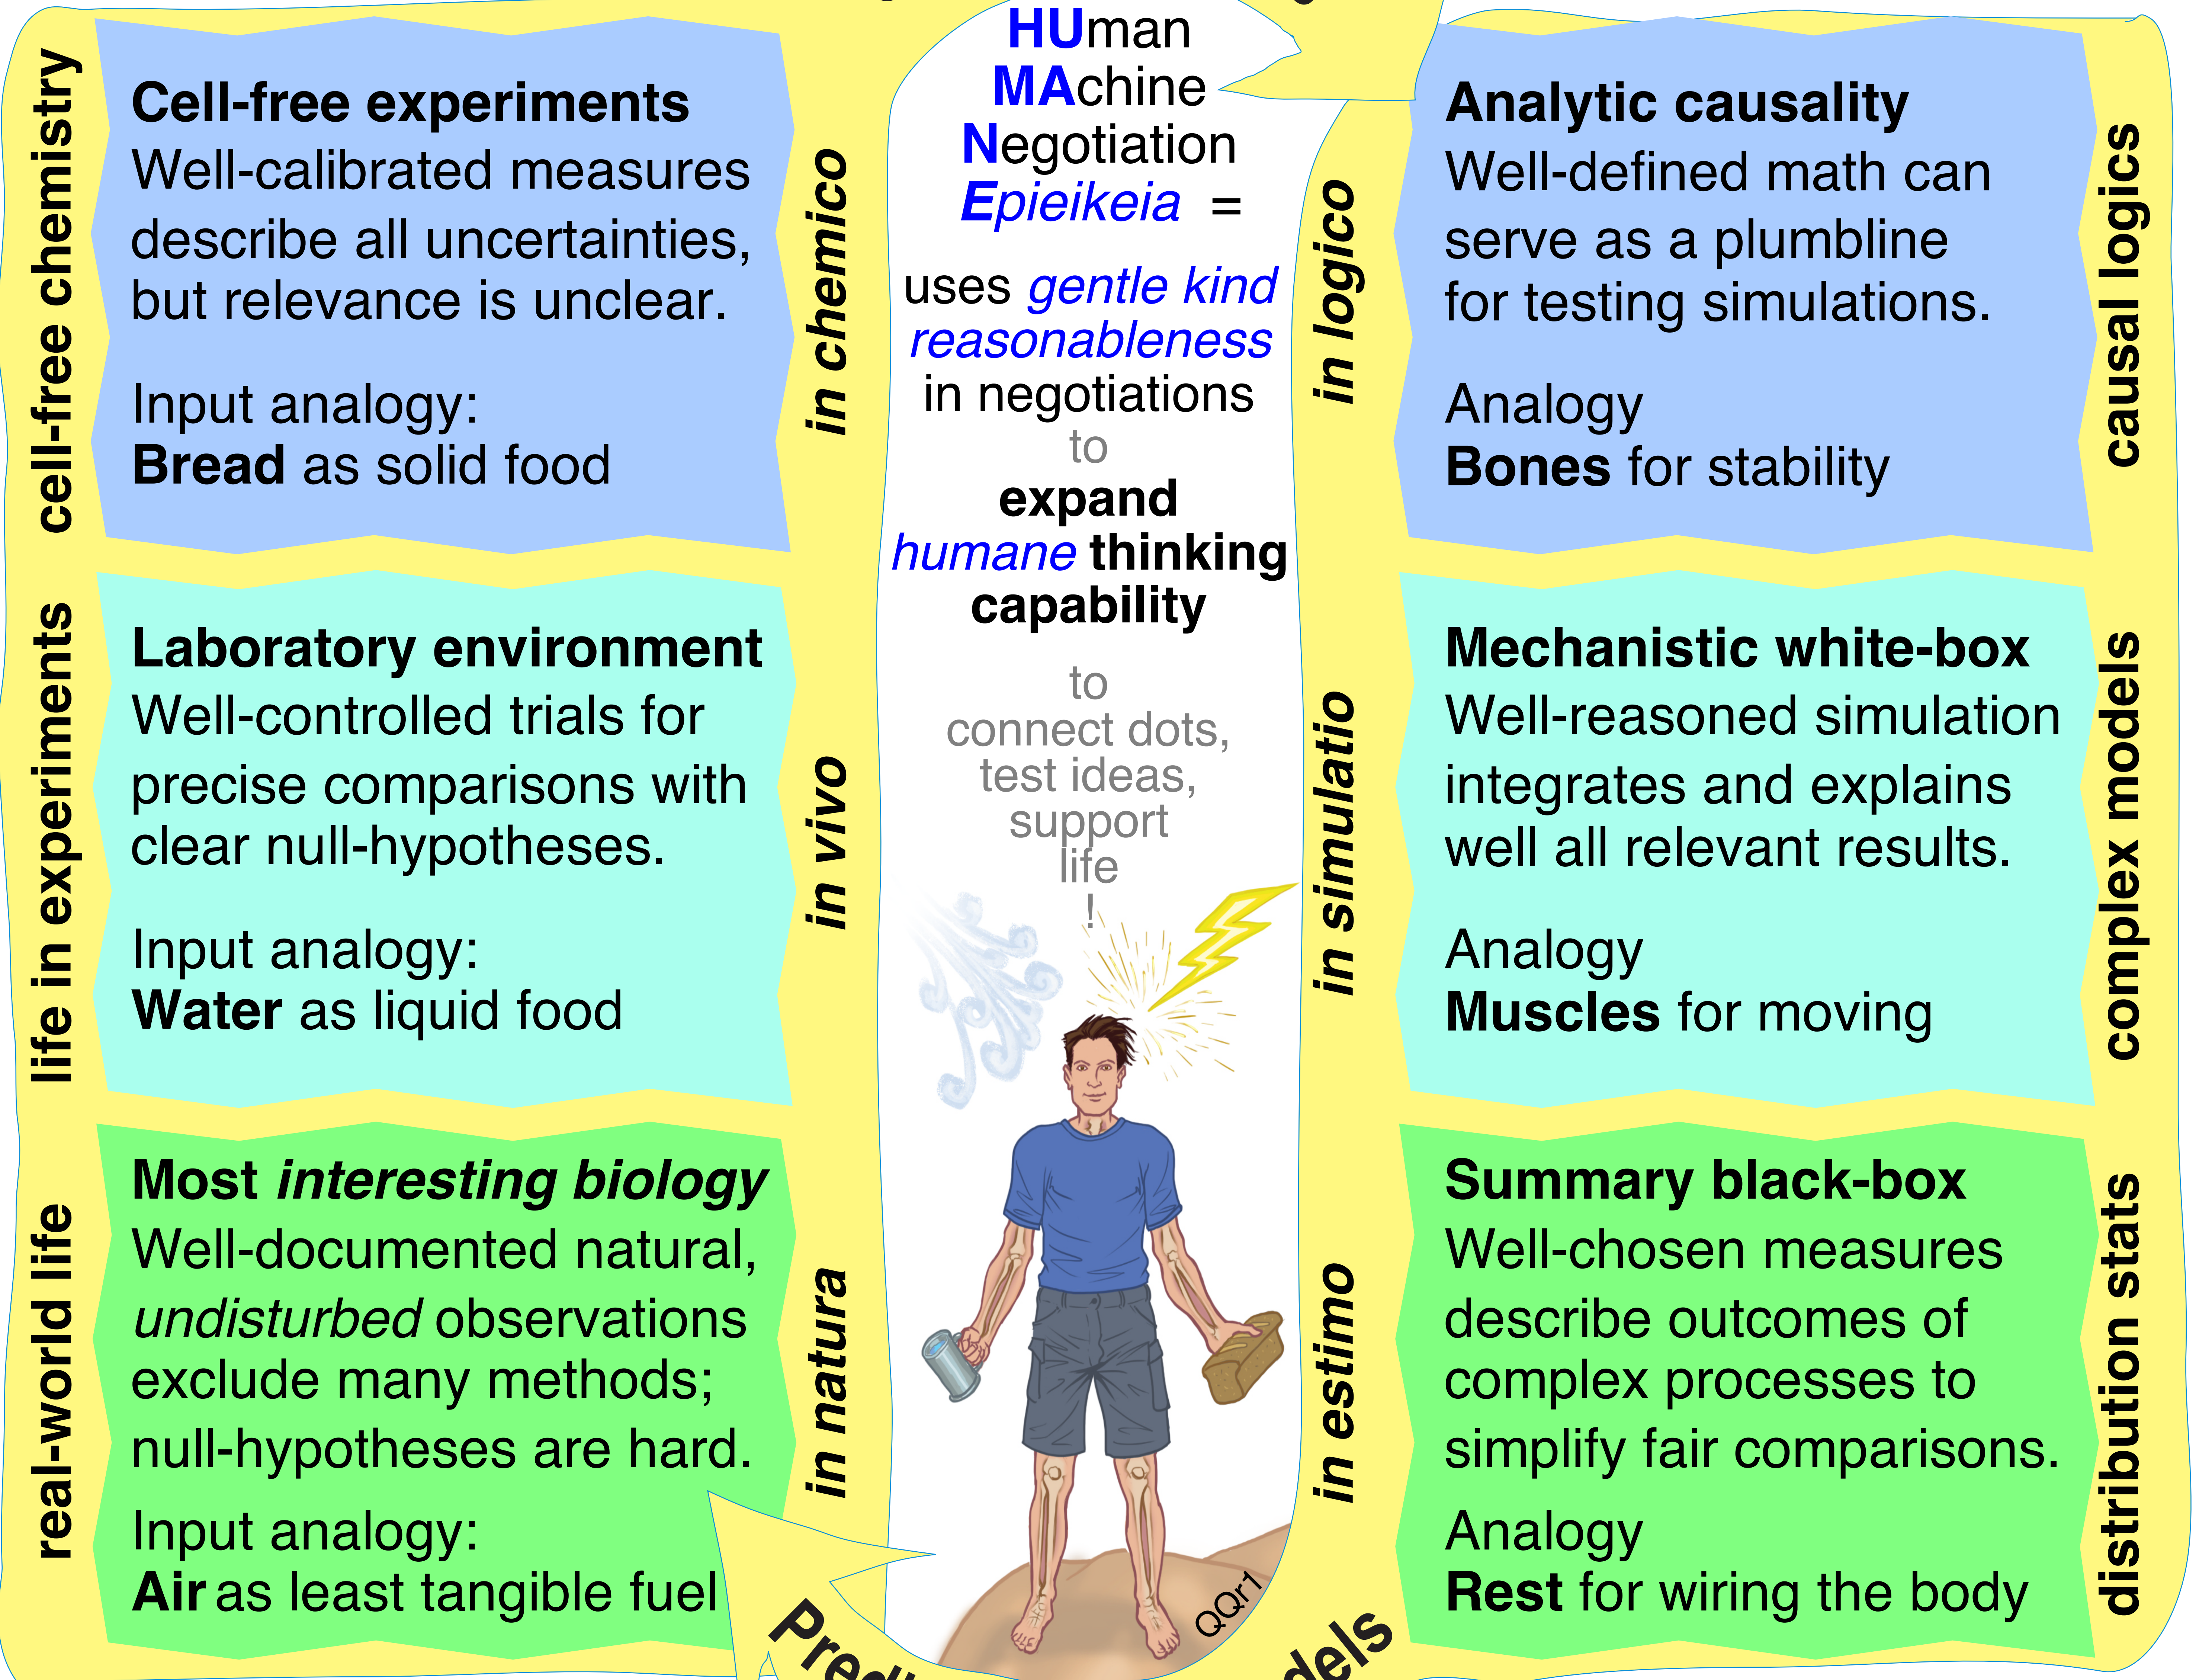 cell-free chemistry
Cell-free experiments
Well-calibrated measures
describe all uncertainties,
but relevance is unclear.
Input analogy:
Bread as solid food
in chemico
life in experiments
Laboratory environment
Well-controlled trials for
precise comparisons with
clear null-hypotheses.
Input analogy:
Water as liquid food
in vivo
real-world life
Most interesting biology
Well-documented natural,
undisturbed observations
exclude many methods;
null-hypotheses are hard.
Input analogy:
Air as least tangible fuel
in natura
HUman
MAchine
Negotiation
Epieikeia =
uses gentle kind
reasonableness
in negotiations
to
expand
humane thinking
capability
to
connect dots,
test ideas,
support
life
!
QQr1
in logico
Analytic causality
Well-defined math can
serve as a plumbline
for testing simulations.
Analogy
Bones for stability
causal logics
in simulatio
Mechanistic white-box
Well-reasoned simulation
integrates and explains
well all relevant results.
Analogy
Muscles for moving
complex models
in estimo
Summary black-box
Well-chosen measures
describe outcomes of
complex processes to
simplify fair comparisons.
Analogy
Rest for wiring the body
distribution stats